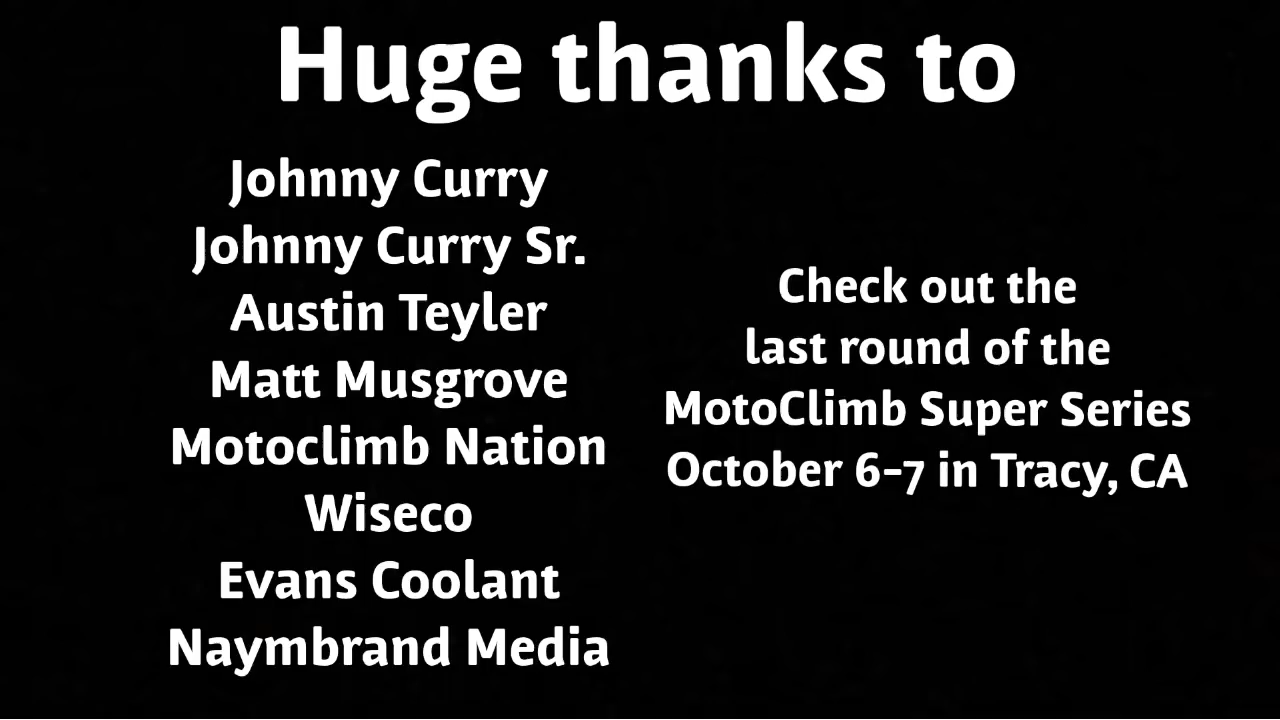 Huge thanks to
Johnny Curry
Johnny Curry Sr.
Austin Teyler
Matt Musgrove
Motoclimb Nation
Wiseco
Evans Coolant
Naymbrand Media
Check out the
last round of the
MotoClimb Super Series
October 6-7 in Tracy, CA